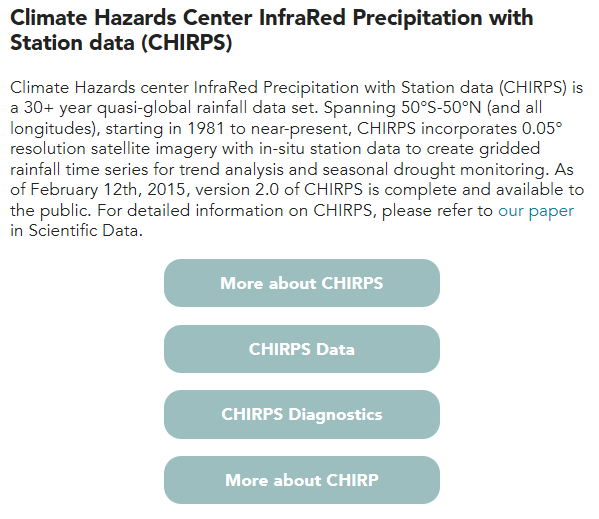 Climate Hazards Center InfraRed Precipitation with
Station data (CHIRPS)
Climate Hazards center InfraRed Precipitation with Station data (CHIRPS) is
a 30+ year quasi-global rainfall data set. Spanning 50°S-50°N (and all
longitudes), starting in 1981 to near-present, CHIRPS incorporates 0.05°
resolution satellite imagery with in-situ station data to create gridded
rainfall time series for trend analysis and seasonal drought monitoring. As
of February 12th, 2015, version 2.0 of CHIRPS is complete and available to
the public. For detailed information on CHIRPS, please refer to our paper
in Scientific Data.
More about CHIRPS
CHIRPS Data
CHIRPS Diagnostics
More about CHIRP